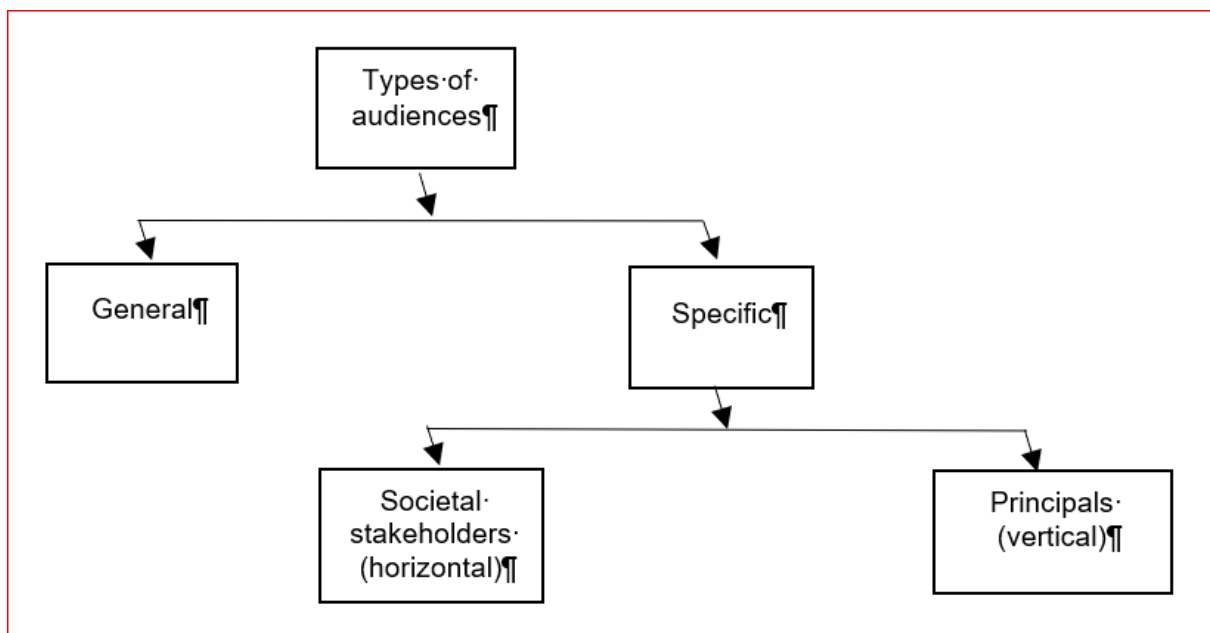 Types·of·
audiences¶
General¶
Specific¶
Societal·
stakeholders·
(horizontal)¶
Principals·
(vertical)¶